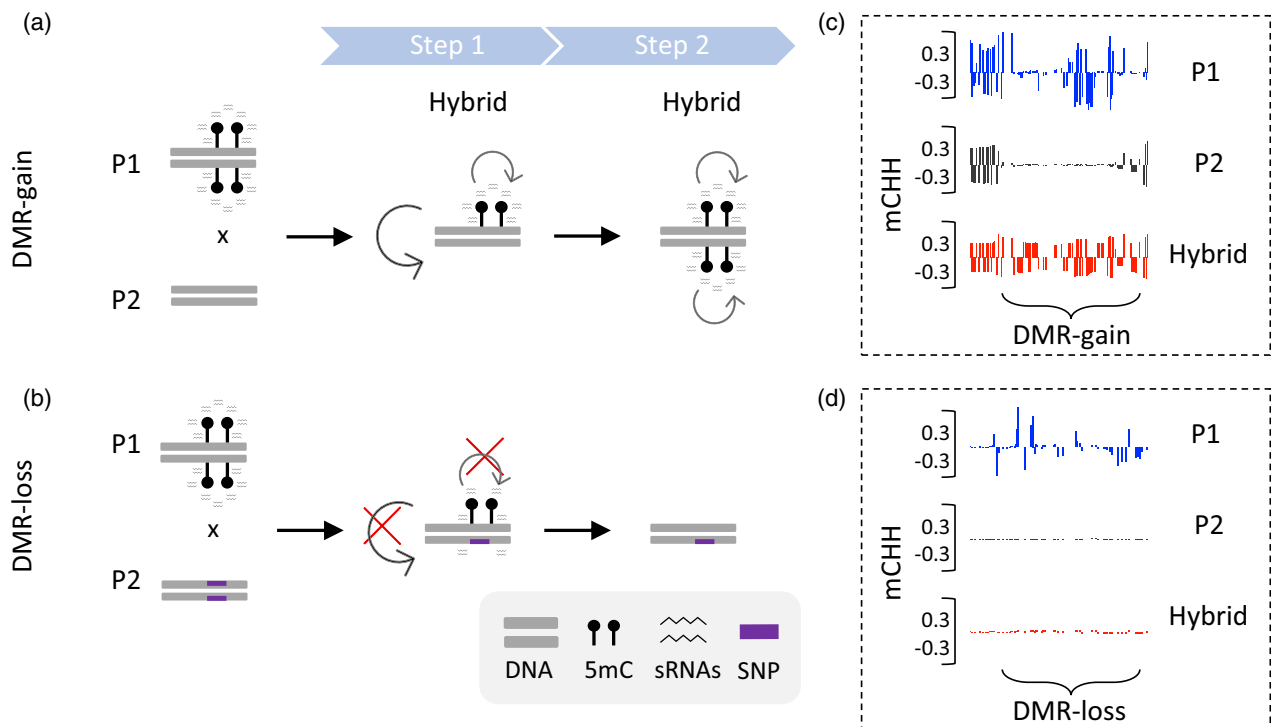 (a)
Step 1
Step 2
Hybrid
Hybrid
DMR-gain
P1
x
P2
(b)
DMR-loss
P1
x
P2
DNA
5mC
sRNAs
SNP
(c)
mCHH
0.3
-0.3
P1
0.3
-0.3
P2
0.3
-0.3
Hybrid
DMR-gain
(d)
mCHH
0.3
-0.3
P1
0.3
-0.3
P2
0.3
-0.3
Hybrid
DMR-loss